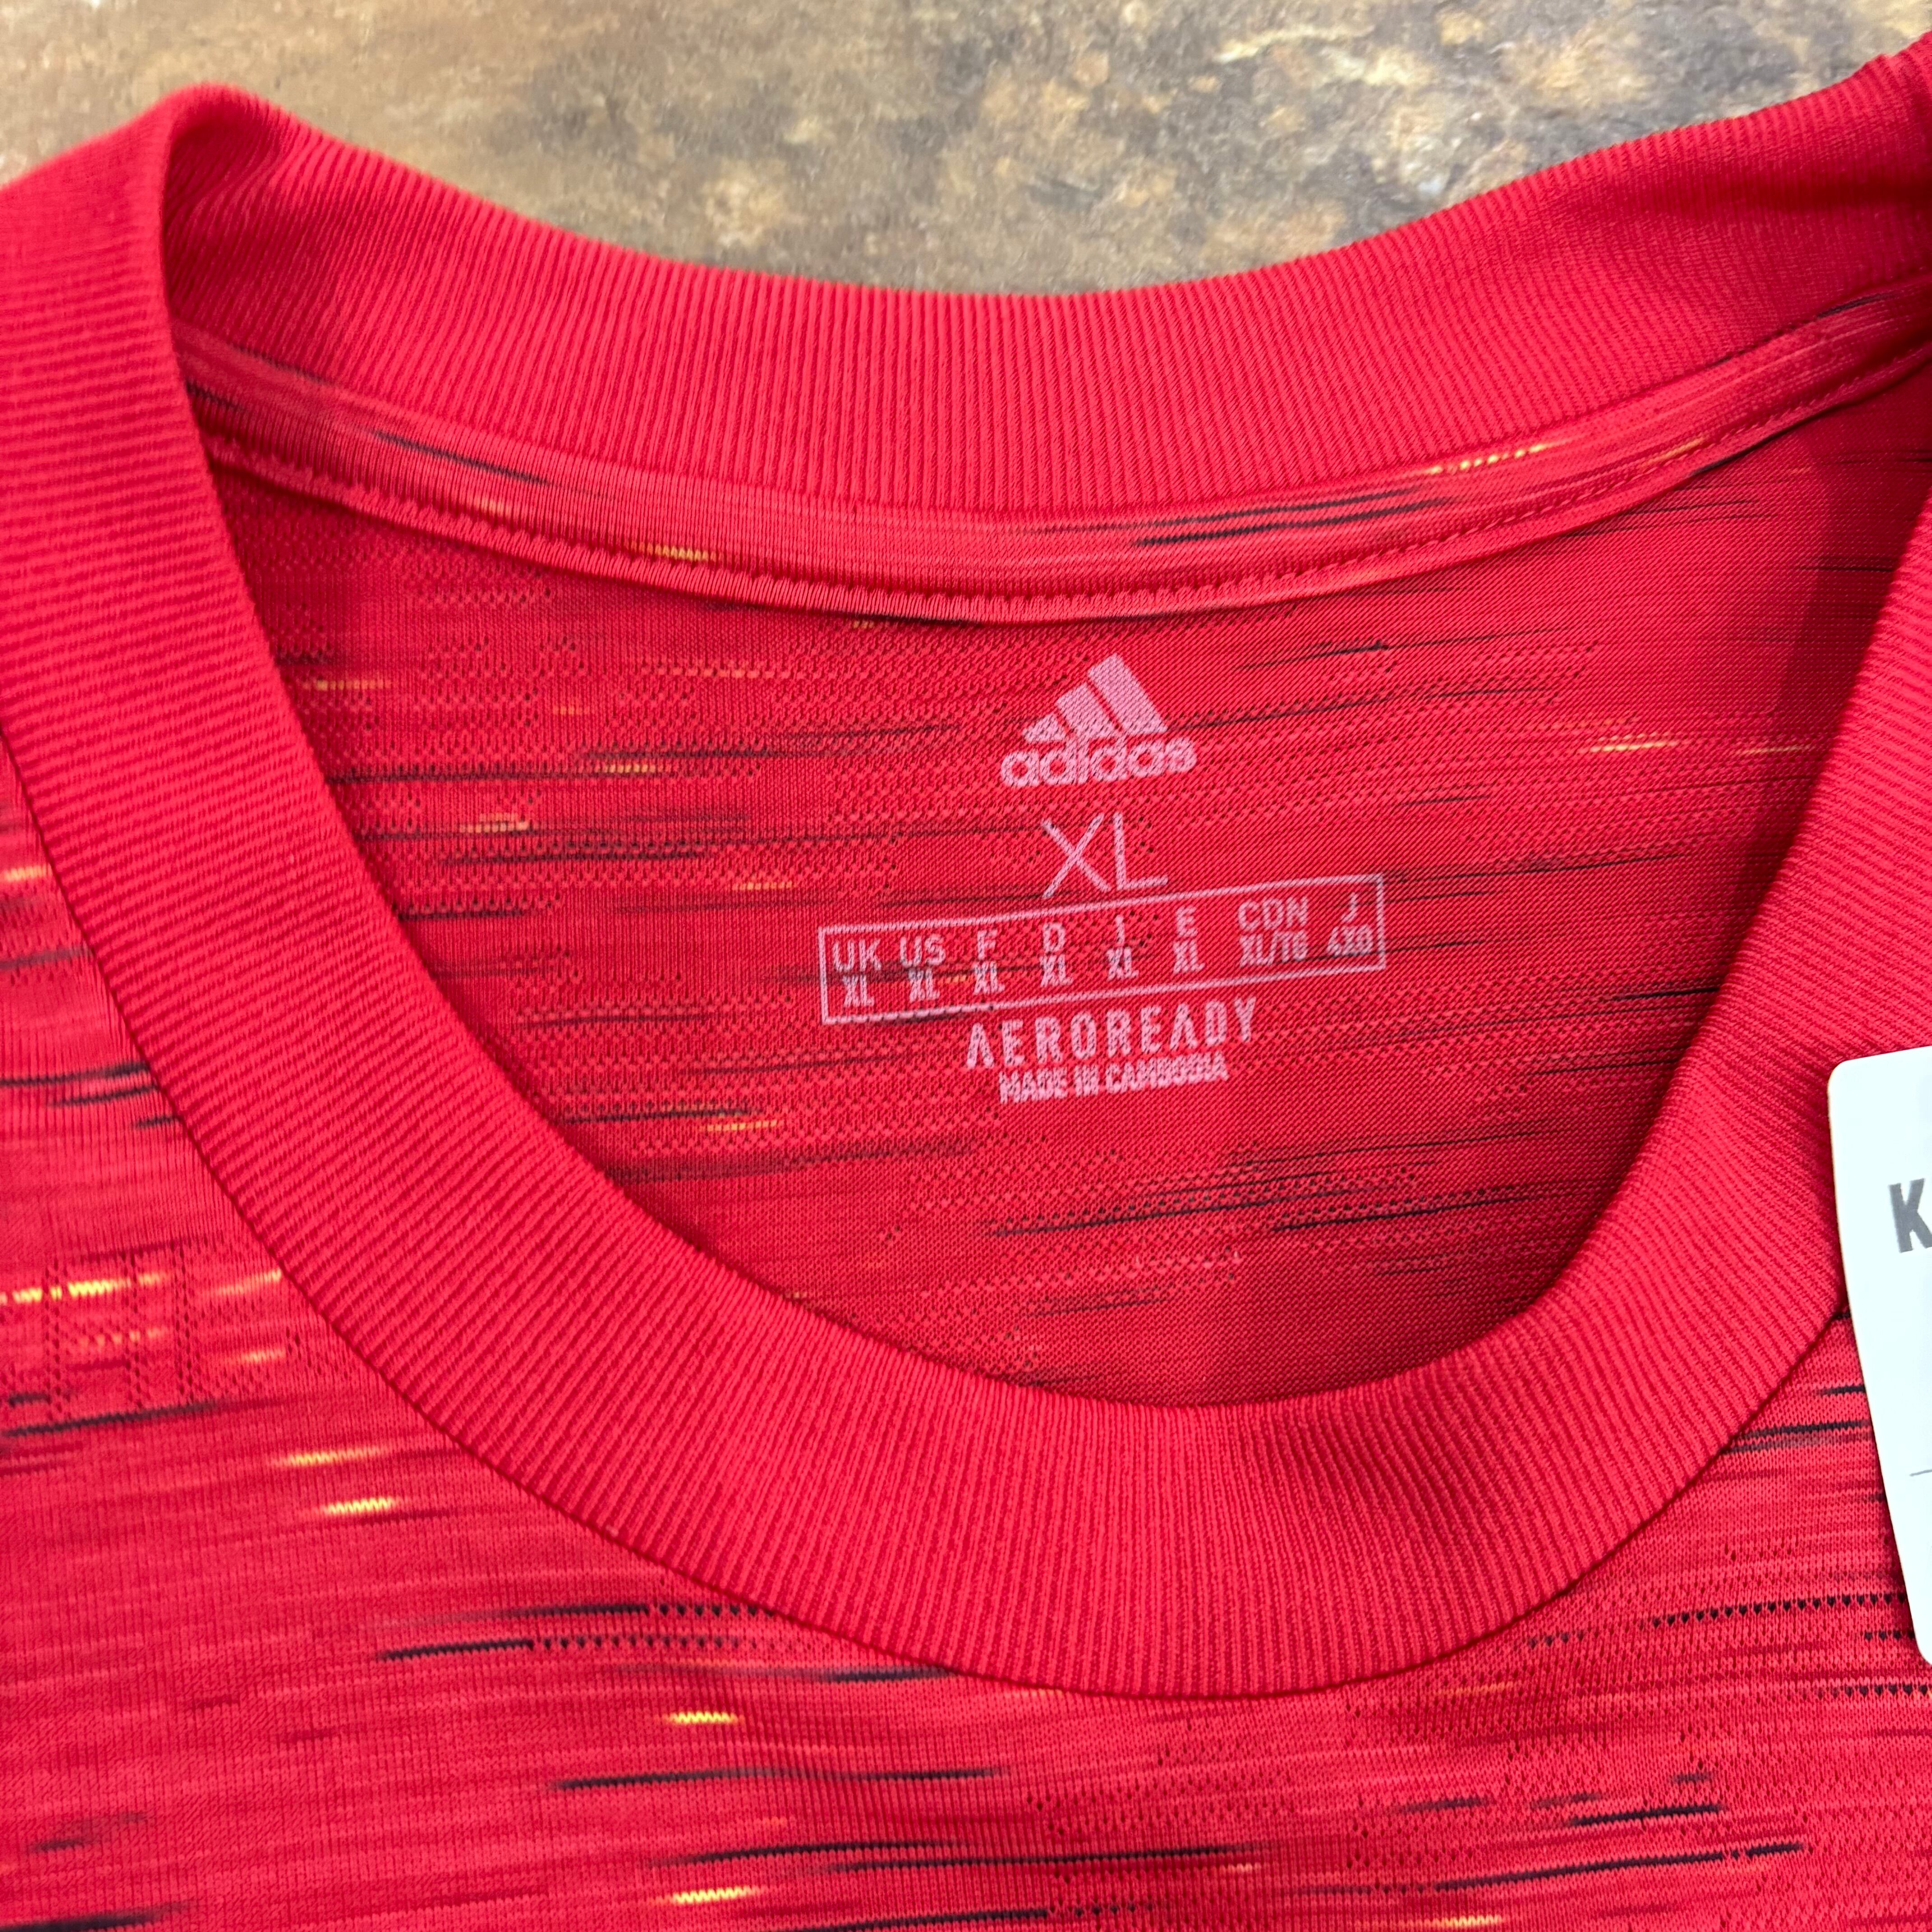 adidas
XL
UK US F D I E CDN J
XL XL XL XL XL XL XL/TG 4XO
AEROREADY
MADE IN CAMBODIA
K